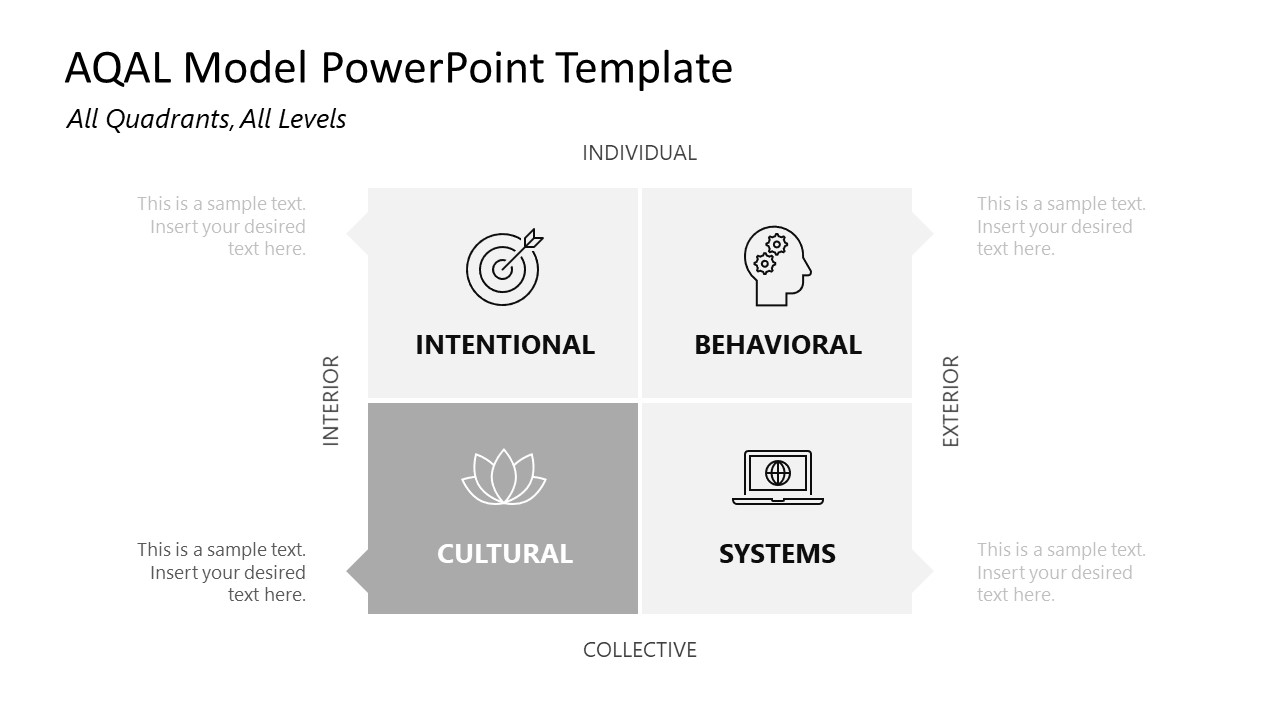 AQAL Model PowerPoint Template
All Quadrants, All Levels
INDIVIDUAL
This is a sample text.
Insert your desired
text here.
INTENTIONAL
BEHAVIORAL
This is a sample text.
Insert your desired
text here.
INTERIOR
EXTERIOR
This is a sample text.
Insert your desired
text here.
CULTURAL
SYSTEMS
This is a sample text.
Insert your desired
text here.
COLLECTIVE